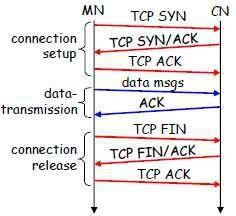 MN CN
TCP SYN
connection
setup
TCP SYN/ACK
TCP ACK
data msgs
data-
transmission
ACK
TCP FIN
connection
release
TCP FIN/ACK
TCP ACK